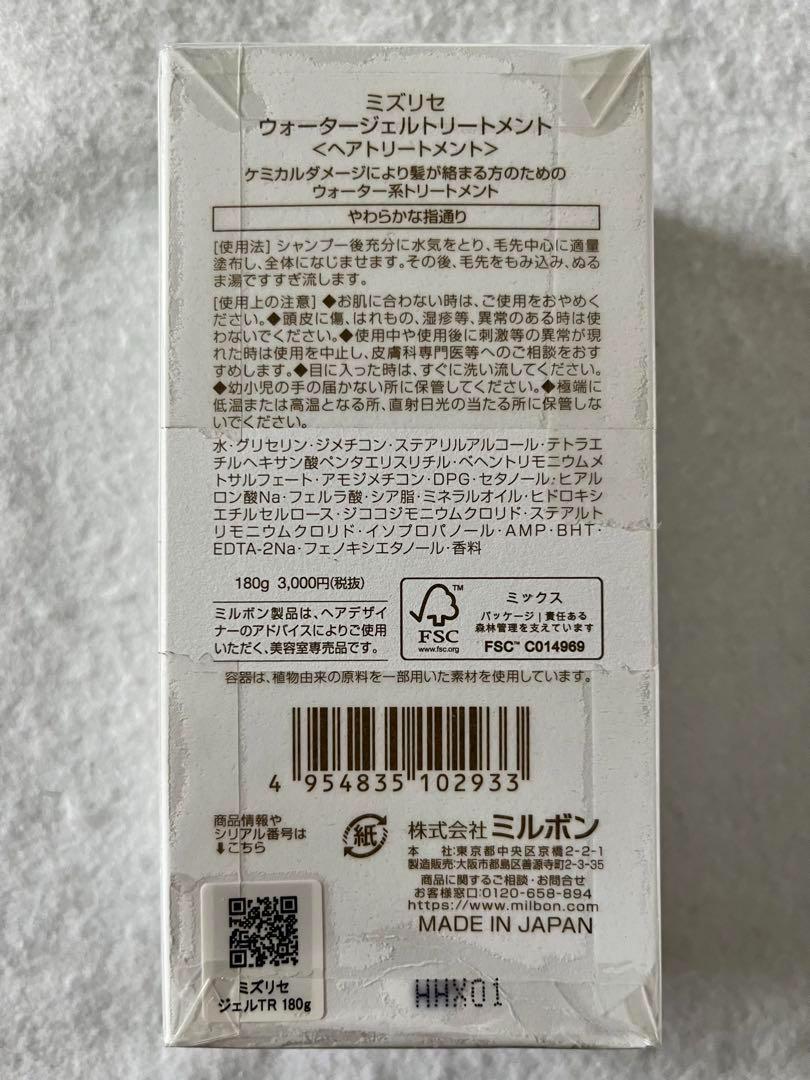 ミズリセ
ウォータージェルトリートメント
<ヘアトリートメント>
ケミカルダメージにより髪が絡まる方のための
ウォーター系トリートメント
やわらかな指通り
[使用法] シャンプー後充分に水気をとり、毛先中心に適量
塗布し、全体になじませます。その後、毛先をもみ込み、ぬる
ま湯ですすぎ流します。
[使用上の注意] ◆お肌に合わない時は、ご使用をおやめく
ださい。◆頭皮に傷、はれもの、湿疹等、異常のある時は使
わないでください。◆使用中や使用後に刺激等の異常が現
れた時は使用を中止し、皮膚科専門医等へのご相談をおす
すめします。◆目に入った時は、すぐに洗い流してください。
◆幼小児の手の届かない所に保管してください。◆極端に
低温または高温となる所、直射日光の当たる所に保管しな
いでください。
水・グリセリン・ジメチコン・ステアリルアルコール・テトラエ
チルヘキサン酸ペンタエリスリチル・ベヘントリモニウムメ
トサルフェート・アモジメチコン・DPG・セタノール・ヒアル
ロン酸Na・フェルラ酸・シア脂・ミネラルオイル・ヒドロキシ
エチルセルロース・ジココジモニウムクロリド・ステアルト
リモニウムクロリド・イソプロパノール・AMP・BHT・
EDTA-2Na・フェノキシエタノール・香料
180g 3,000円(税抜)
ミルボン製品は、ヘアデザイ
ナーのアドバイスによりご使用
いただく、美容室専売品です。
TM
FSC
www.fsc.org
ミックス
パッケージ|責任ある
森林管理を支えています
FSC™ C014969
容器は、植物由来の原料を一部用いた素材を使用しています。
4 954835 102933
商品情報や
シリアル番号は
⬇こちら
紙
株式会社 ミルボン
本 社:東京都中央区京橋2-2-1
製造販売:大阪市都島区善源寺町2-3-35
商品に関するご相談・お問合せ
お客様窓口:0120-658-894
https://www.milbon.com
MADE IN JAPAN
ミズリセ
ジェルTR 180g
HHX01